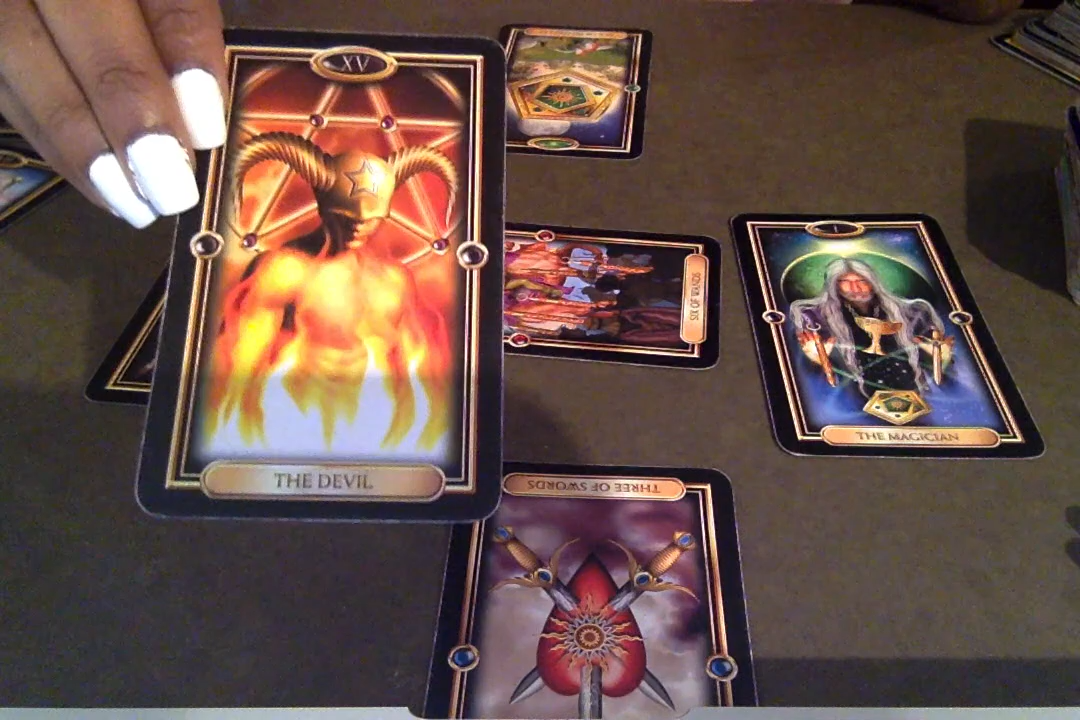 XV
THE DEVIL
SIX OF WANDS
I
THE MAGICIAN
THREE OF SWORDS